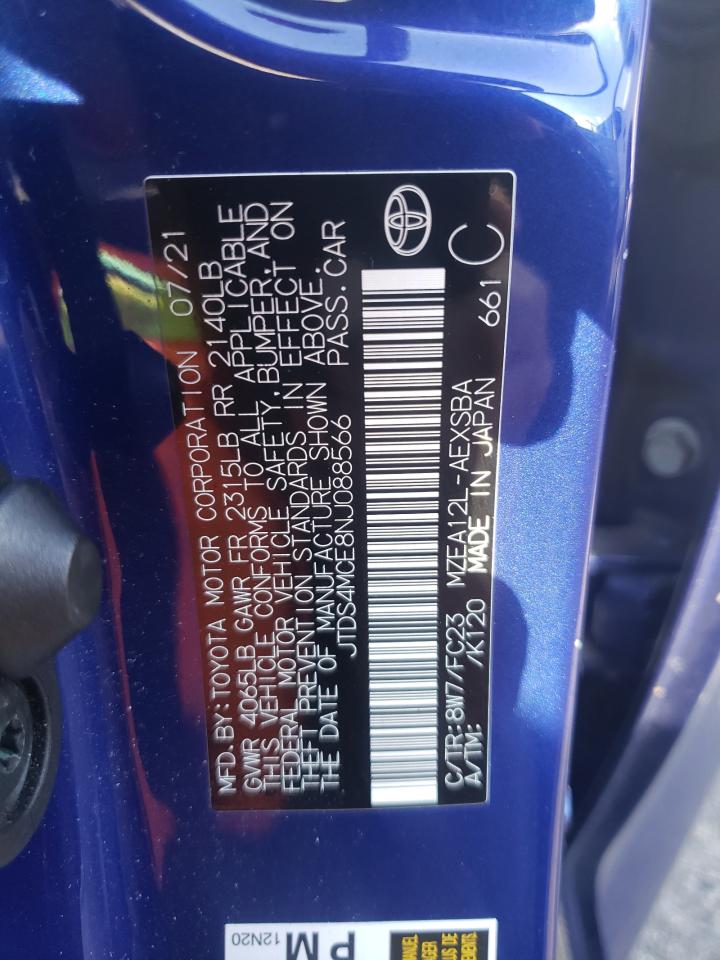 MFD. BY: TOYOTA MOTOR CORPORATION 07/21
GVWR 4065LB GAWR FR 2315LB RR 2140LB
THIS VEHICLE CONFORMS TO ALL APPLICABLE
FEDERAL MOTOR VEHICLE SAFETY, BUMPER, AND
THEFT PREVENTION STANDARDS IN EFFECT ON
THE DATE OF MANUFACTURE SHOWN ABOVE.
JTDS4MCE8NJ088566 PASS. CAR
C/TR: 8W7/FC23 MZEA12L-AEXSBA
A/TM: /K120 MADE IN JAPAN 661 C
12N20
PM